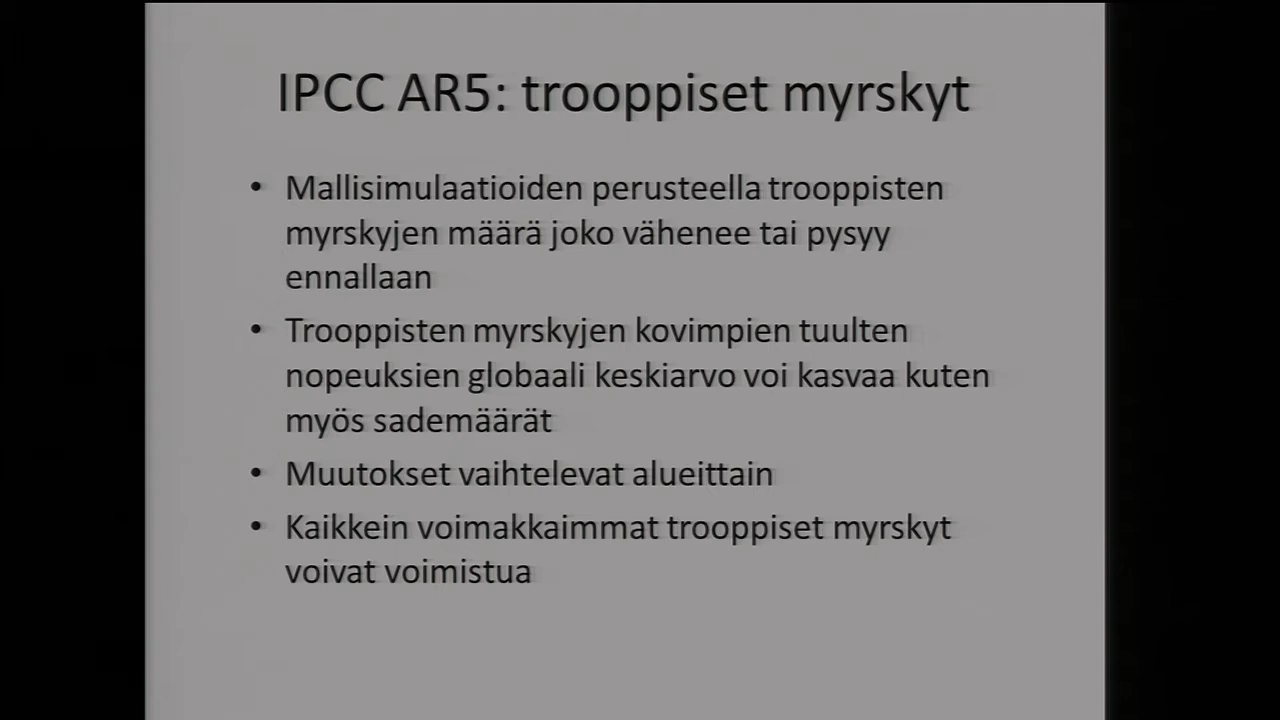 IPCC AR5: trooppiset myrskyt
• Mallisimulaatioiden perusteella trooppisten
myrskyjen määrä joko vähenee tai pysyy
ennallaan
• Trooppisten myrskyjen kovimpien tuulten
nopeuksien globaali keskiarvo voi kasvaa kuten
myös sademäärät
• Muutokset vaihtelevat alueittain
• Kaikkein voimakkaimmat trooppiset myrskyt
voivat voimistua